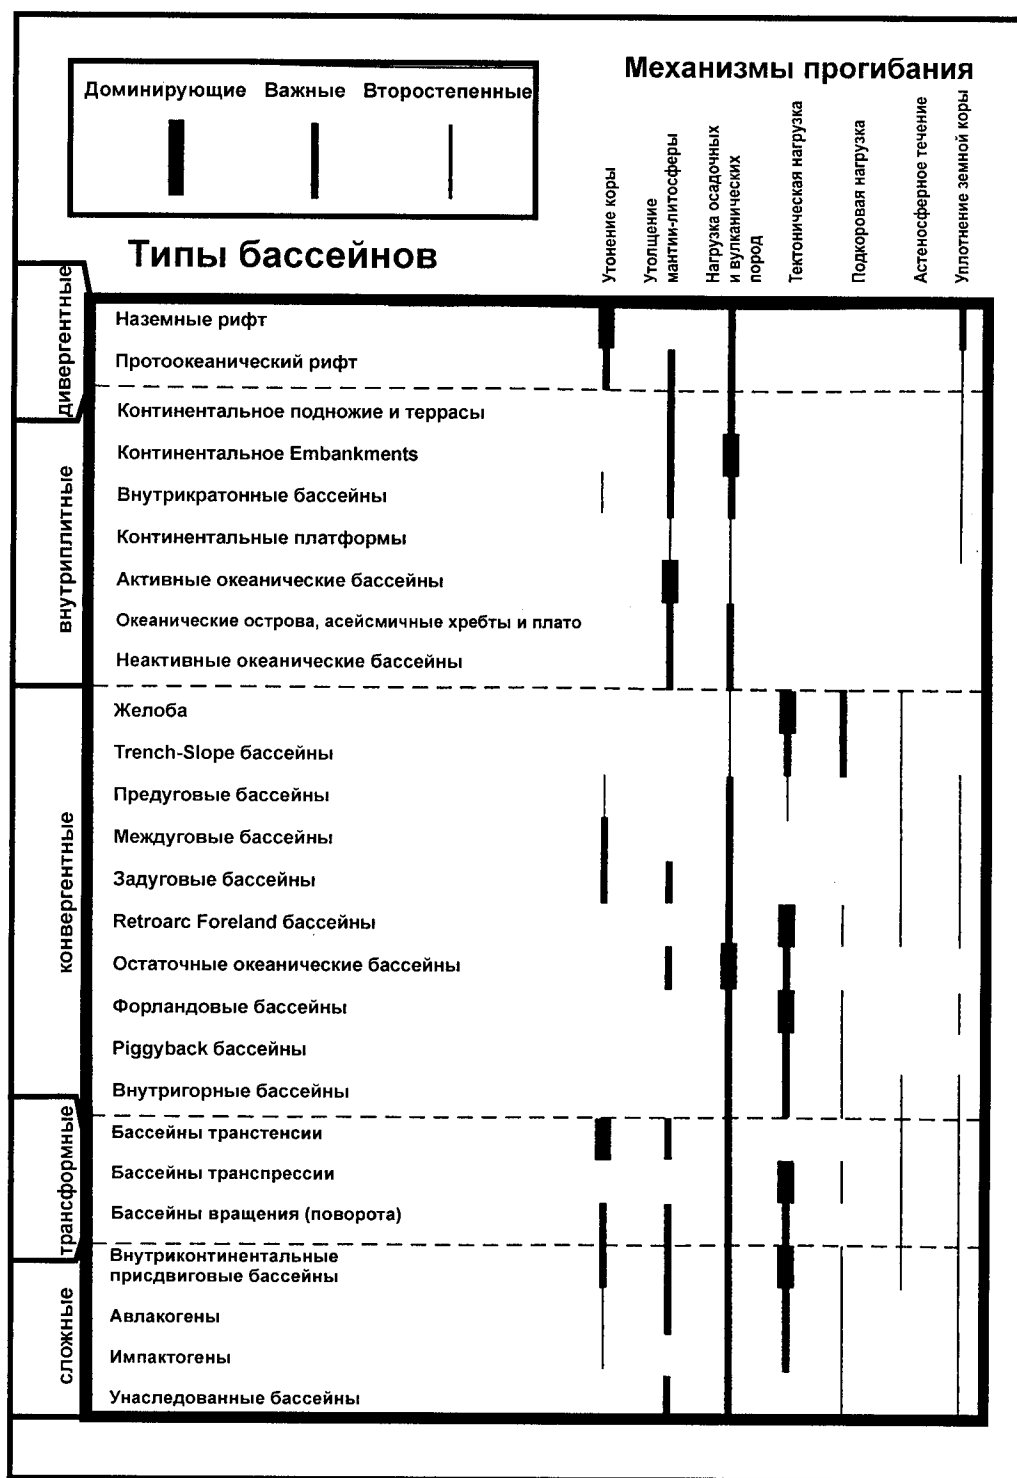 Механизмы прогибания
Доминирующие Важные Второстепенные
Утонение коры
Утолщение
мантии-литосферы
Нагрузка осадочных
и вулканических
пород
Тектоническая нагрузка
Подкоровая нагрузка
Астеносферное течение
Уплотнение земной коры
Типы бассейнов
дивергентные
Наземные рифт
Протоокеанический рифт
внутриплитные
Континентальное подножие и террасы
Континентальное Embankments
Внутрикратонные бассейны
Континентальные платформы
Активные океанические бассейны
Океанические острова, асейсмичные хребты и плато
Неактивные океанические бассейны
конвергентные
Желоба
Trench-Slope бассейны
Предуговые бассейны
Междуговые бассейны
Задуговые бассейны
Retroarc Foreland бассейны
Остаточные океанические бассейны
Форландовые бассейны
Piggyback бассейны
Внутригорные бассейны
трансформные
Бассейны транстенсии
Бассейны транспрессии
Бассейны вращения (поворота)
сложные
Внутриконтинентальные
присдвиговые бассейны
Авлакогены
Импактогены
Унаследованные бассейны